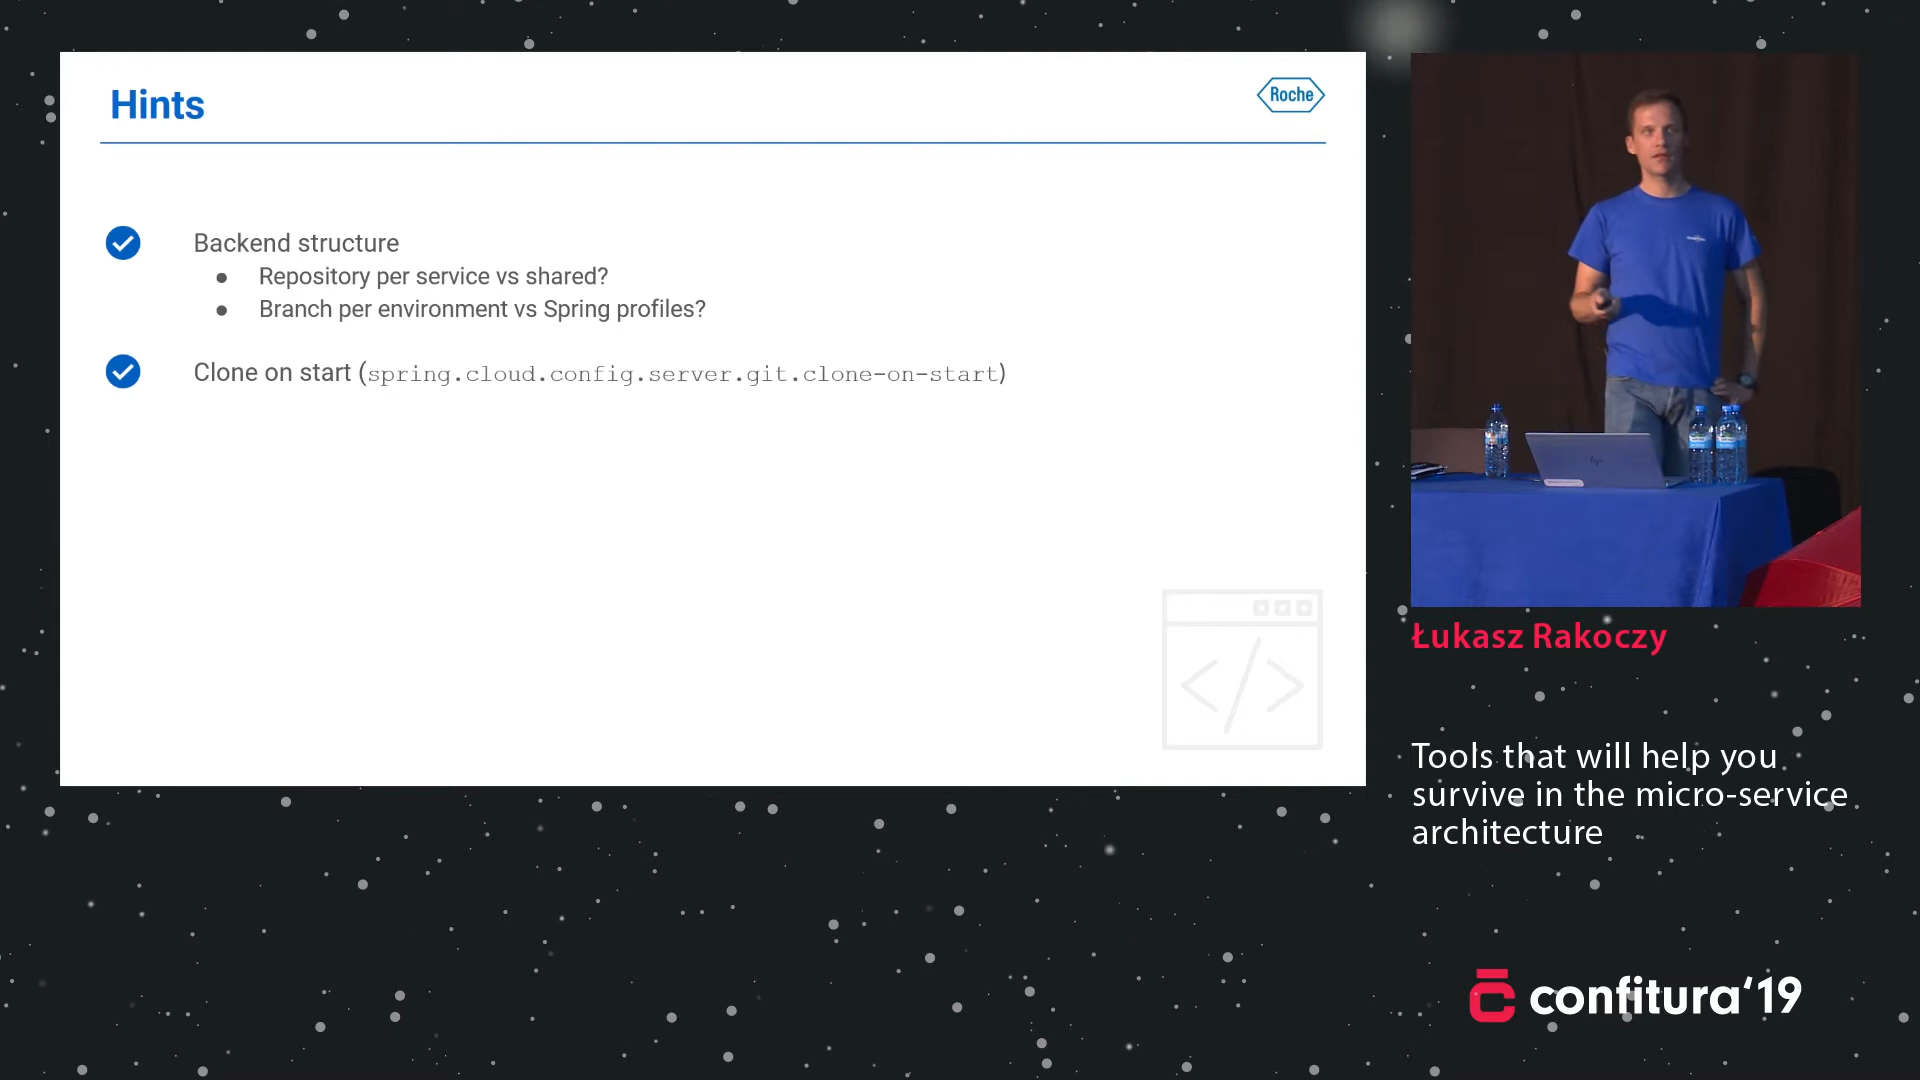 Hints
Roche
Backend structure
● Repository per service vs shared?
● Branch per environment vs Spring profiles?
Clone on start (spring.cloud.config.server.git.clone-on-start)
</>
hp
Łukasz Rakoczy
Tools that will help you
survive in the micro-service
architecture
confitura‘19